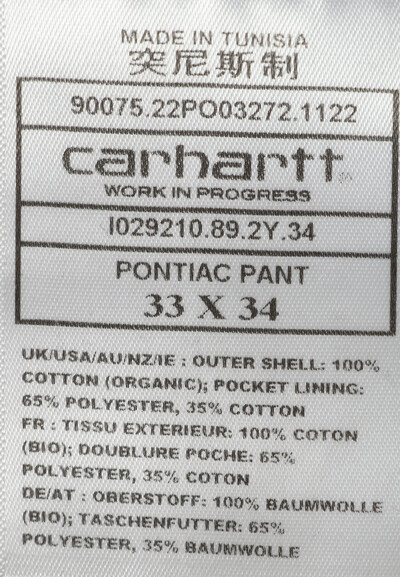 MADE IN TUNISIA
突尼斯制
90075.22PO03272.1122
carhartt
WORK IN PROGRESS
I029210.89.2Y.34
PONTIAC PANT
33 X 34
UK/USA/AU/NZ/IE : OUTER SHELL: 100%
COTTON (ORGANIC); POCKET LINING:
65% POLYESTER, 35% COTTON
FR : TISSU EXTERIEUR: 100% COTON
(BIO); DOUBLURE POCHE: 65%
POLYESTER, 35% COTON
DE/AT : OBERSTOFF: 100% BAUMWOLLE
(BIO); TASCHENFUTTER: 65%
POLYESTER, 35% BAUMWOLLE